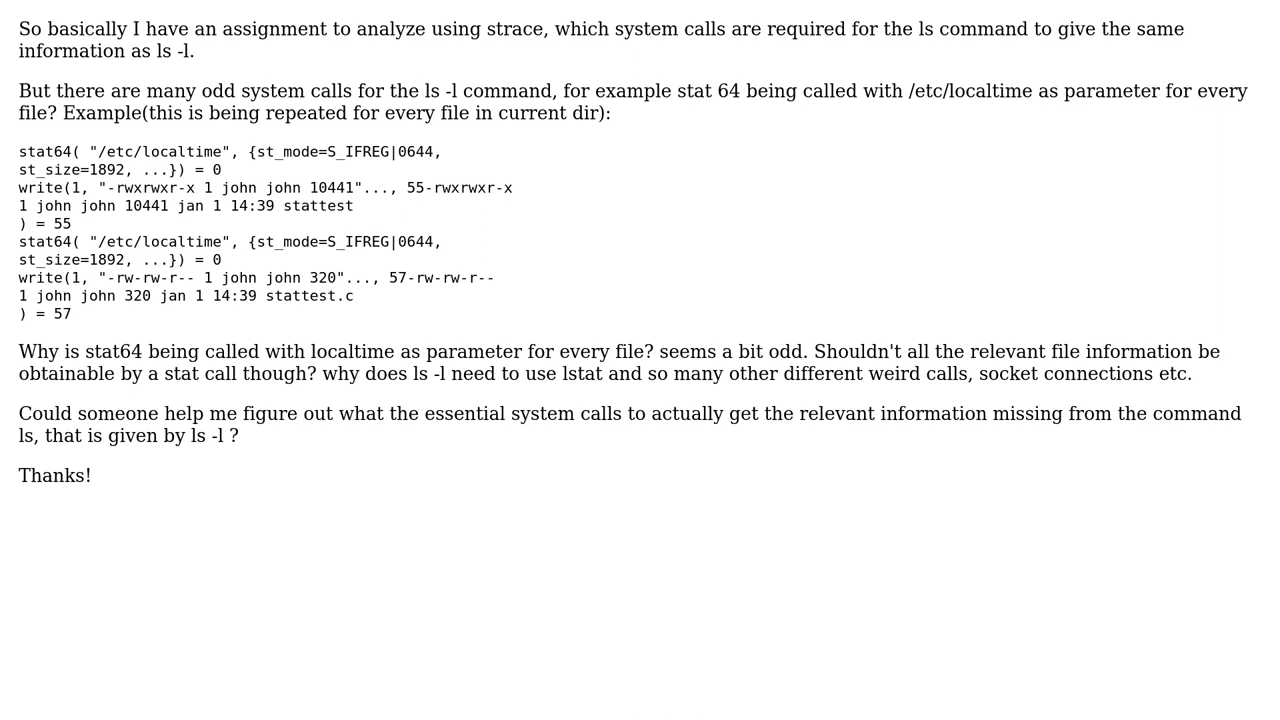 So basically I have an assignment to analyze using strace, which system calls are required for the ls command to give the same
information as ls -l.
But there are many odd system calls for the ls -l command, for example stat 64 being called with /etc/localtime as parameter for every
file? Example(this is being repeated for every file in current dir):
stat64( "/etc/localtime", {st_mode=S_IFREG|0644,
st_size=1892, ...}) = 0
write(1, "-rwxrwxr-x 1 john john 10441"..., 55-rwxrwxr-x
1 john john 10441 jan 1 14:39 stattest
) = 55
stat64( "/etc/localtime", {st_mode=S_IFREG|0644,
st_size=1892, ...}) = 0
write(1, "-rw-rw-r-- 1 john john 320"..., 57-rw-rw-r--
1 john john 320 jan 1 14:39 stattest.c
) = 57
Why is stat64 being called with localtime as parameter for every file? seems a bit odd. Shouldn't all the relevant file information be
obtainable by a stat call though? why does ls -l need to use lstat and so many other different weird calls, socket connections etc.
Could someone help me figure out what the essential system calls to actually get the relevant information missing from the command
ls, that is given by ls -l ?
Thanks!